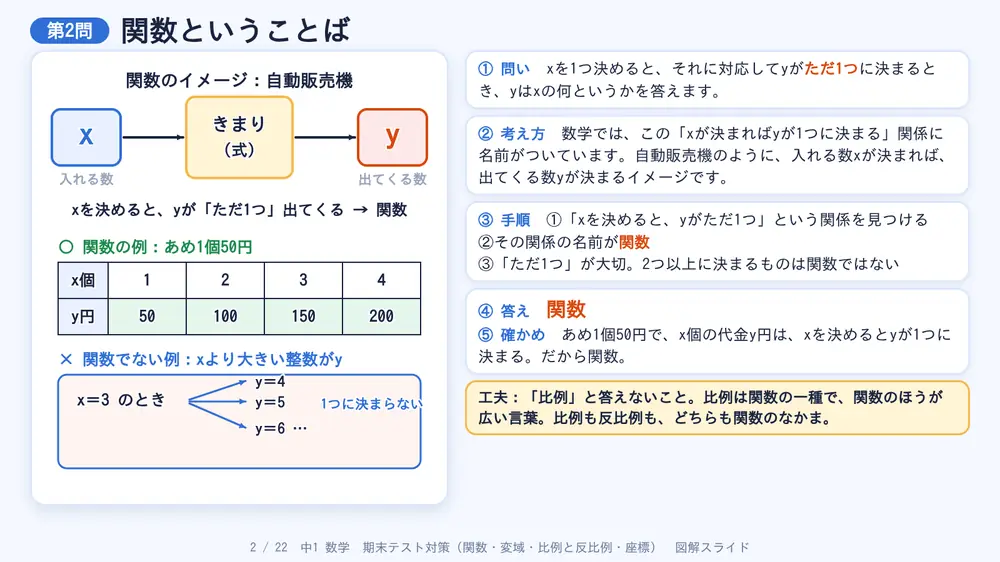 第2問 関数ということば
関数のイメージ：自動販売機
x
きまり
（式）
y
入れる数
出てくる数
xを決めると、yが「ただ1つ」出てくる → 関数
○ 関数の例：あめ1個50円
x個 1 2 3 4
y円 50 100 150 200
× 関数でない例：xより大きい整数がy
x＝3 のとき
y＝4
y＝5
y＝6 …
1つに決まらない
① 問い　xを1つ決めると、それに対応してyがただ1つに決まると
き、yはxの何というかを答えます。
② 考え方　数学では、この「xが決まればyが1つに決まる」関係に
名前がついています。自動販売機のように、入れる数xが決まれば、
出てくる数yが決まるイメージです。
③ 手順　①「xを決めると、yがただ1つ」という関係を見つける
②その関係の名前が関数
③「ただ1つ」が大切。2つ以上に決まるものは関数ではない
④ 答え　関数
⑤ 確かめ　あめ1個50円で、x個の代金y円は、xを決めるとyが1つに
決まる。だから関数。
工夫：「比例」と答えないこと。比例は関数の一種で、関数のほうが
広い言葉。比例も反比例も、どちらも関数のなかま。
2 / 22　中1 数学　期末テスト対策（関数・変域・比例と反比例・座標）　図解スライド